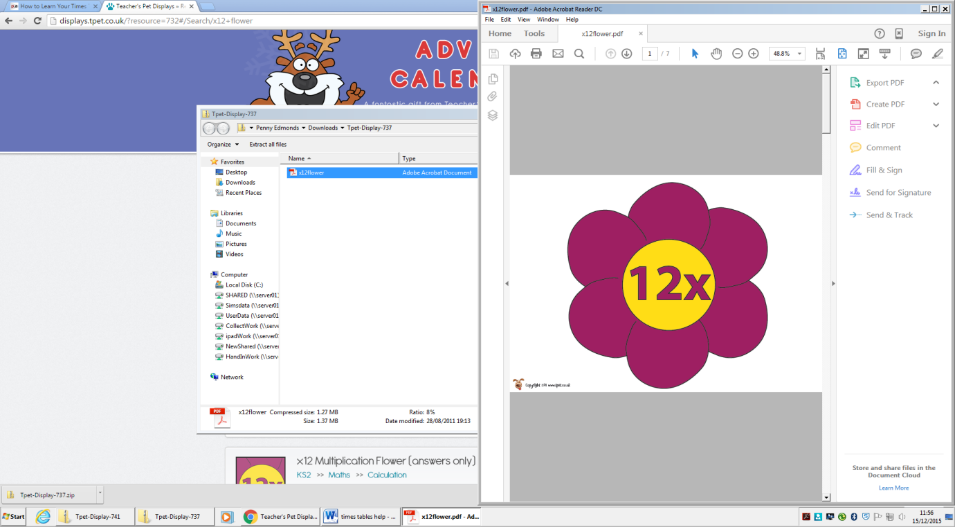 How to Learn Your Times
Teacher's Pet Displays » F
displays.tpet.co.uk/?resource=732#/Search/x12+flower
ADV
CALEN
A fantastic gift from Teacher
Tpet-Display-737
Penny Edmonds Downloads Tpet-Display-737
Organize Extract all files
Name Type
x12flower Adobe Acrobat Document
Favorites
Desktop
Downloads
Recent Places
Libraries
Documents
Music
Pictures
Videos
Computer
Local Disk (C:)
SHARED (\\server01
Simsdata (\\server01
UserData (\\server01
CollectWork (\\serve
ipadWork (\\server0
NewShared (\\serve
HandInWork (\\serv
Network
x12flower Compressed size: 1.27 MB Ratio: 8%
Size: 1.37 MB Date modified: 28/08/2011 19:13
x12 Multiplication Flower (answers only)
KS2 >> Maths >> Calculation
Tpet-Display-737.zip
x12flower.pdf - Adobe Acrobat Reader DC
File Edit View Window Help
Home Tools x12flower.pdf Sign In
1 / 7 48.8%
12x
Copyright www.tpet.co.uk
Export PDF
Create PDF
Edit PDF
Comment
Fill & Sign
Send for Signature
Send & Track
Store and share files in the
Document Cloud
Learn More
Start Tpet-Display-741 Tpet-Display-737 Teacher's Pet Displa... times tables help - ... x12flower.pdf - Ad...
11:56
15/12/2015